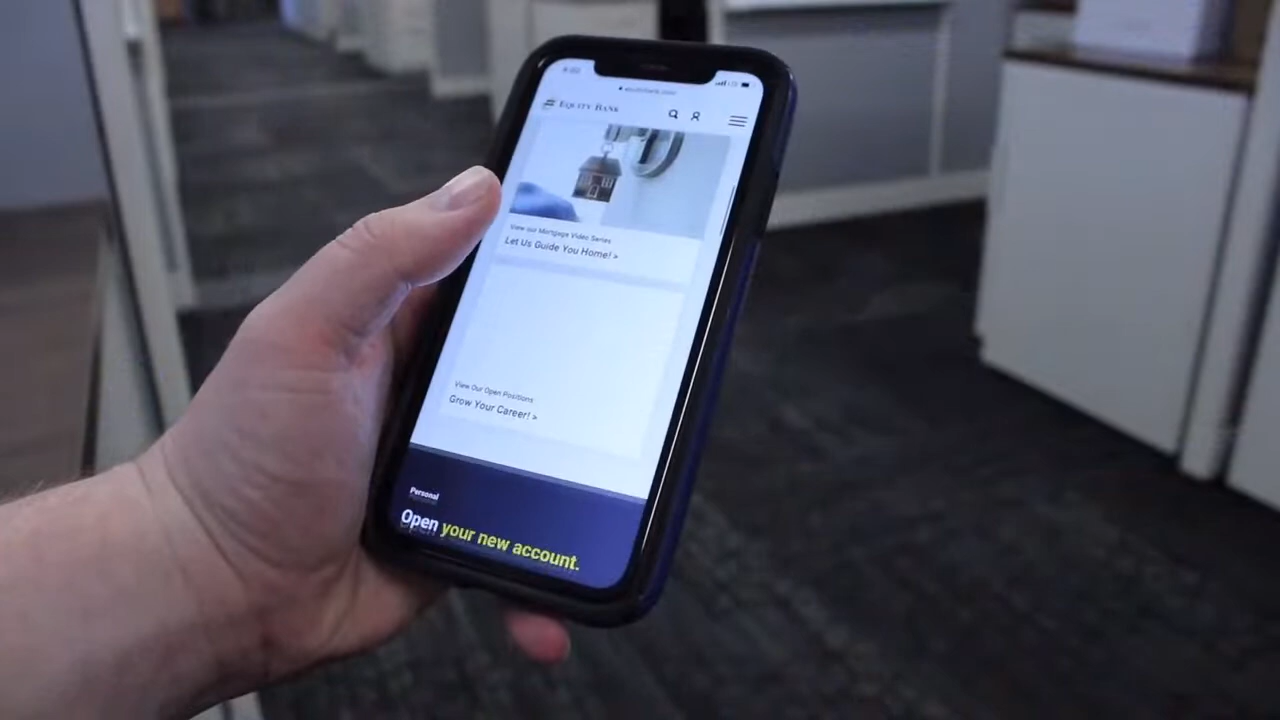 EQUITY BANK
View our Mortgage Video Series
Let Us Guide You Home! >
View Our Open Positions
Grow Your Career! >
Personal
Open your new account.